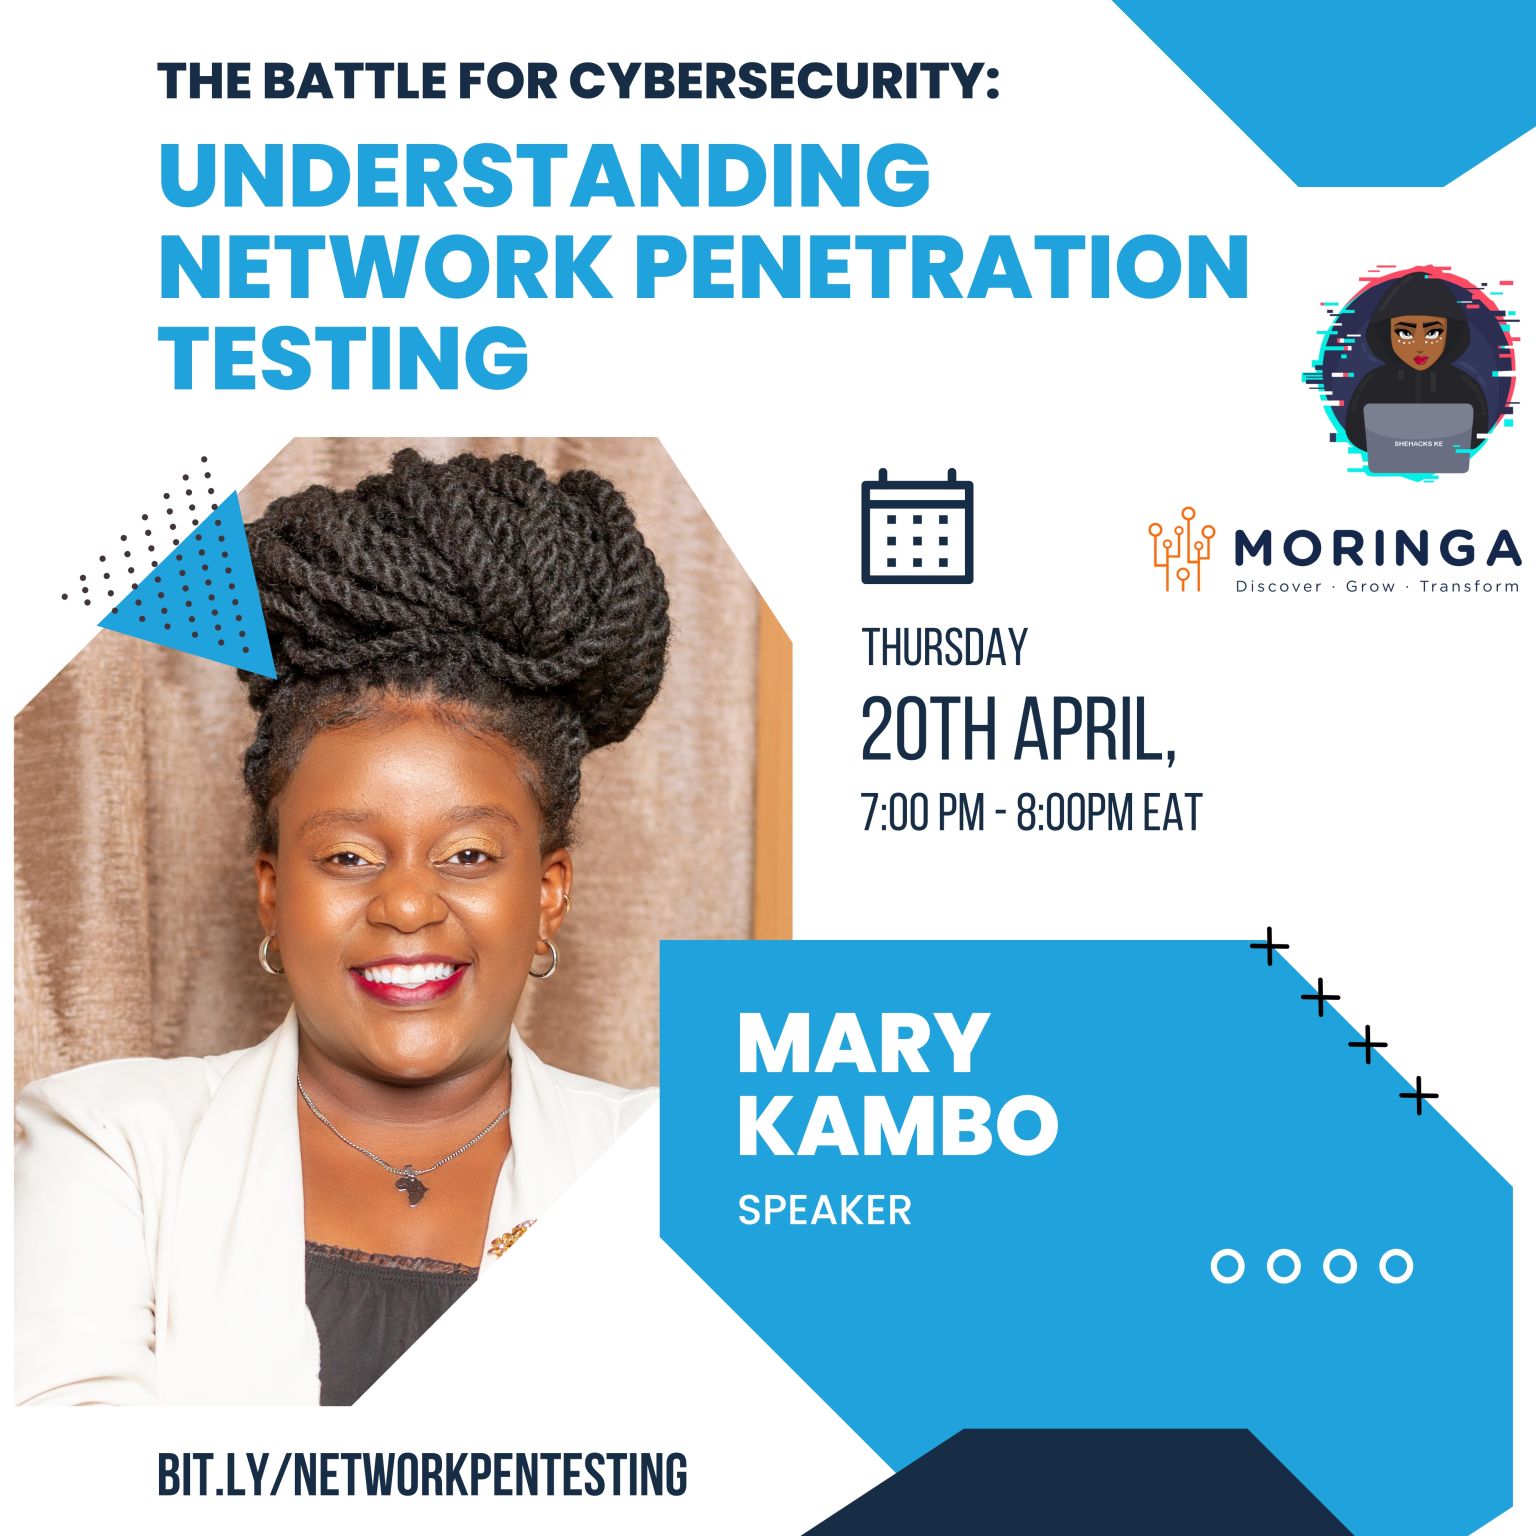 THE BATTLE FOR CYBERSECURITY:
UNDERSTANDING
NETWORK PENETRATION
TESTING
SHEHACKS KE
MORINGA
Discover · Grow · Transform
THURSDAY
20TH APRIL,
7:00 PM - 8:00PM EAT
MARY
KAMBO
SPEAKER
BIT.LY/NETWORKPENTESTING